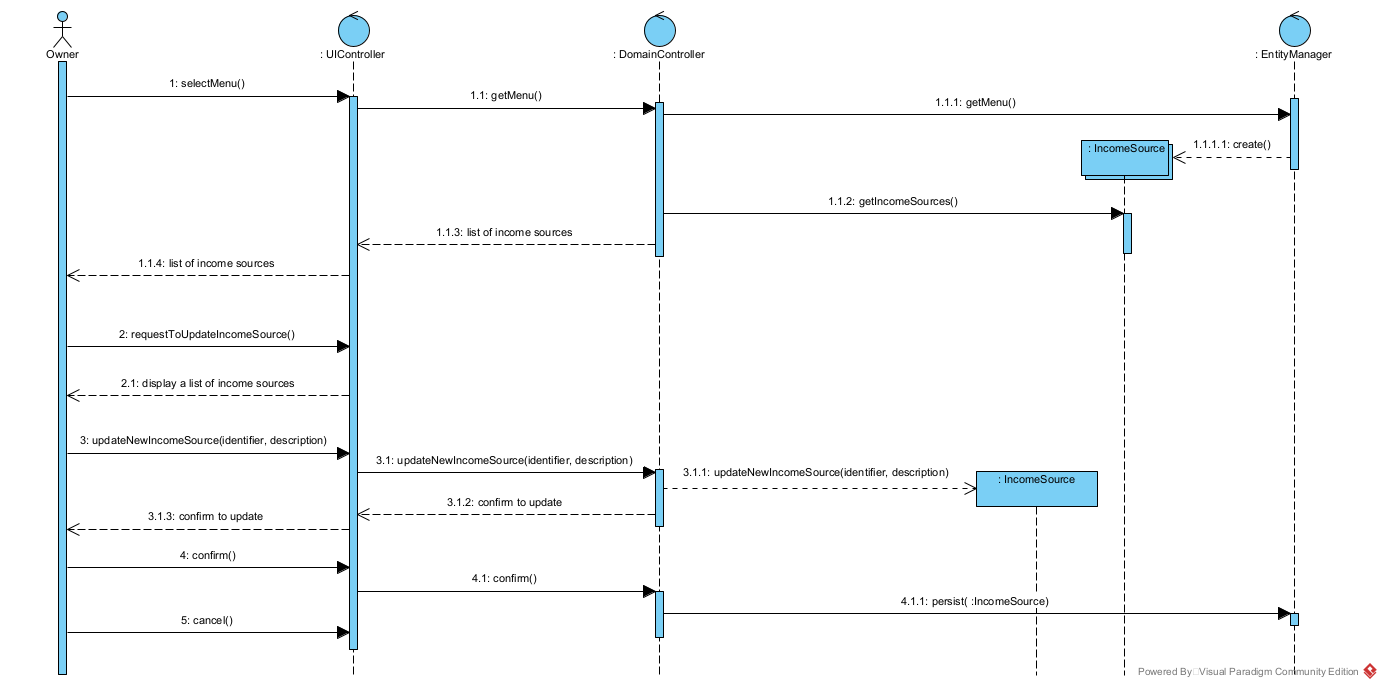 Owner
: UIController
: DomainController
: EntityManager
1: selectMenu()
1.1: getMenu()
1.1.1: getMenu()
: IncomeSource
1.1.1.1: create()
1.1.2: getIncomeSources()
1.1.3: list of income sources
1.1.4: list of income sources
2: requestToUpdateIncomeSource()
2.1: display a list of income sources
3: updateNewIncomeSource(identifier, description)
3.1: updateNewIncomeSource(identifier, description)
3.1.1: updateNewIncomeSource(identifier, description)
: IncomeSource
3.1.2: confirm to update
3.1.3: confirm to update
4: confirm()
4.1: confirm()
4.1.1: persist( :IncomeSource)
5: cancel()
Powered By Visual Paradigm Community Edition